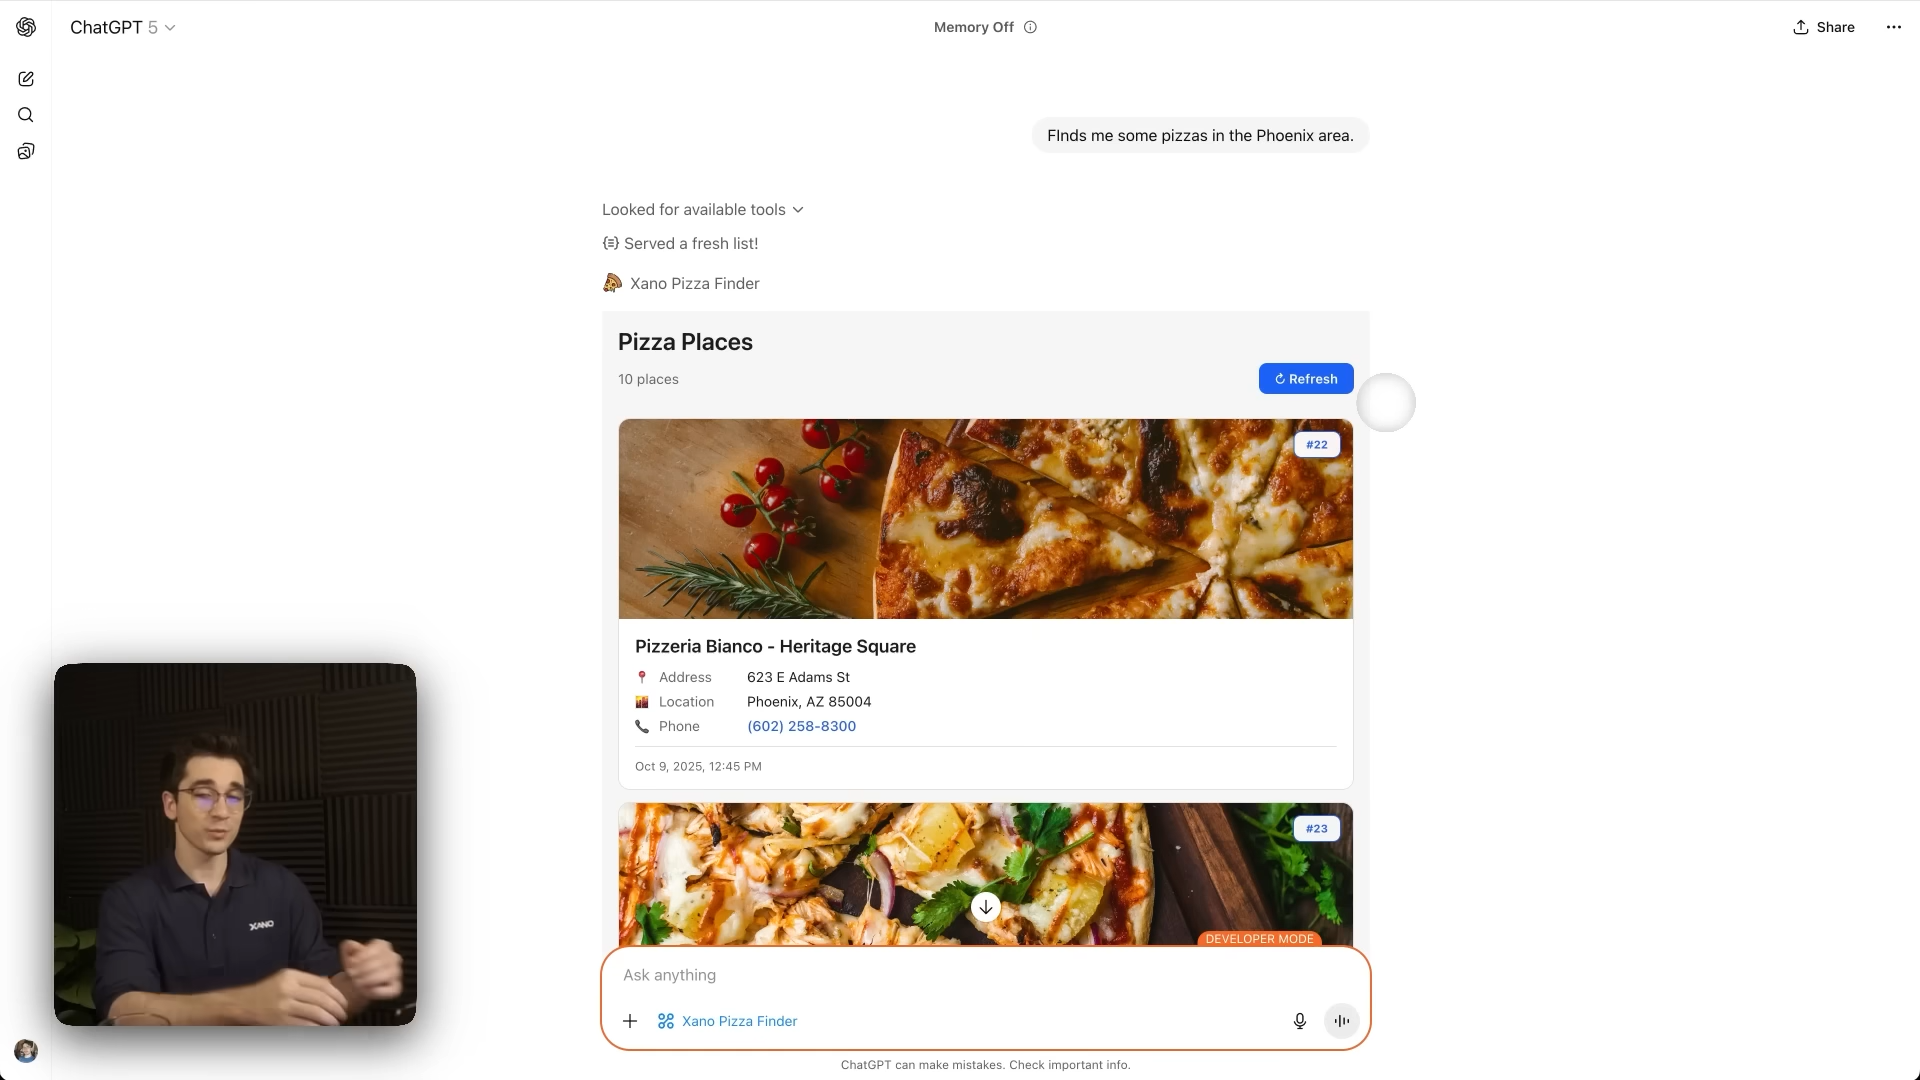 ChatGPT 5
Memory Off
Share
FInds me some pizzas in the Phoenix area.
Looked for available tools
Served a fresh list!
Xano Pizza Finder
Pizza Places
10 places
Refresh
#22
Pizzeria Bianco - Heritage Square
Address 623 E Adams St
Location Phoenix, AZ 85004
Phone (602) 258-8300
Oct 9, 2025, 12:45 PM
#23
DEVELOPER MODE
Ask anything
Xano Pizza Finder
ChatGPT can make mistakes. Check important info.
XANO